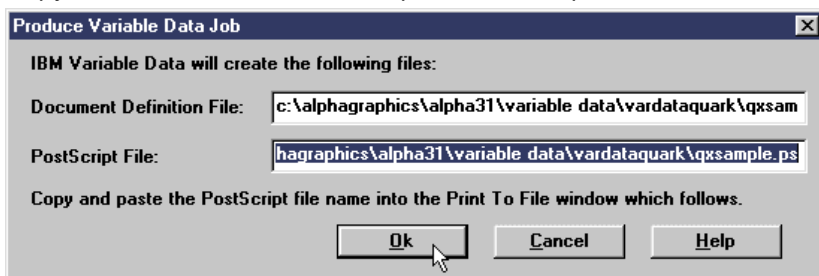 Produce Variable Data Job
IBM Variable Data will create the following files:
Document Definition File: c:\alphagraphics\alpha31\variable data\vardataquark\qxsam
PostScript File: hagraphics\alpha31\variable data\vardataquark\qxsample.ps
Copy and paste the PostScript file name into the Print To File window which follows.
Ok Cancel Help